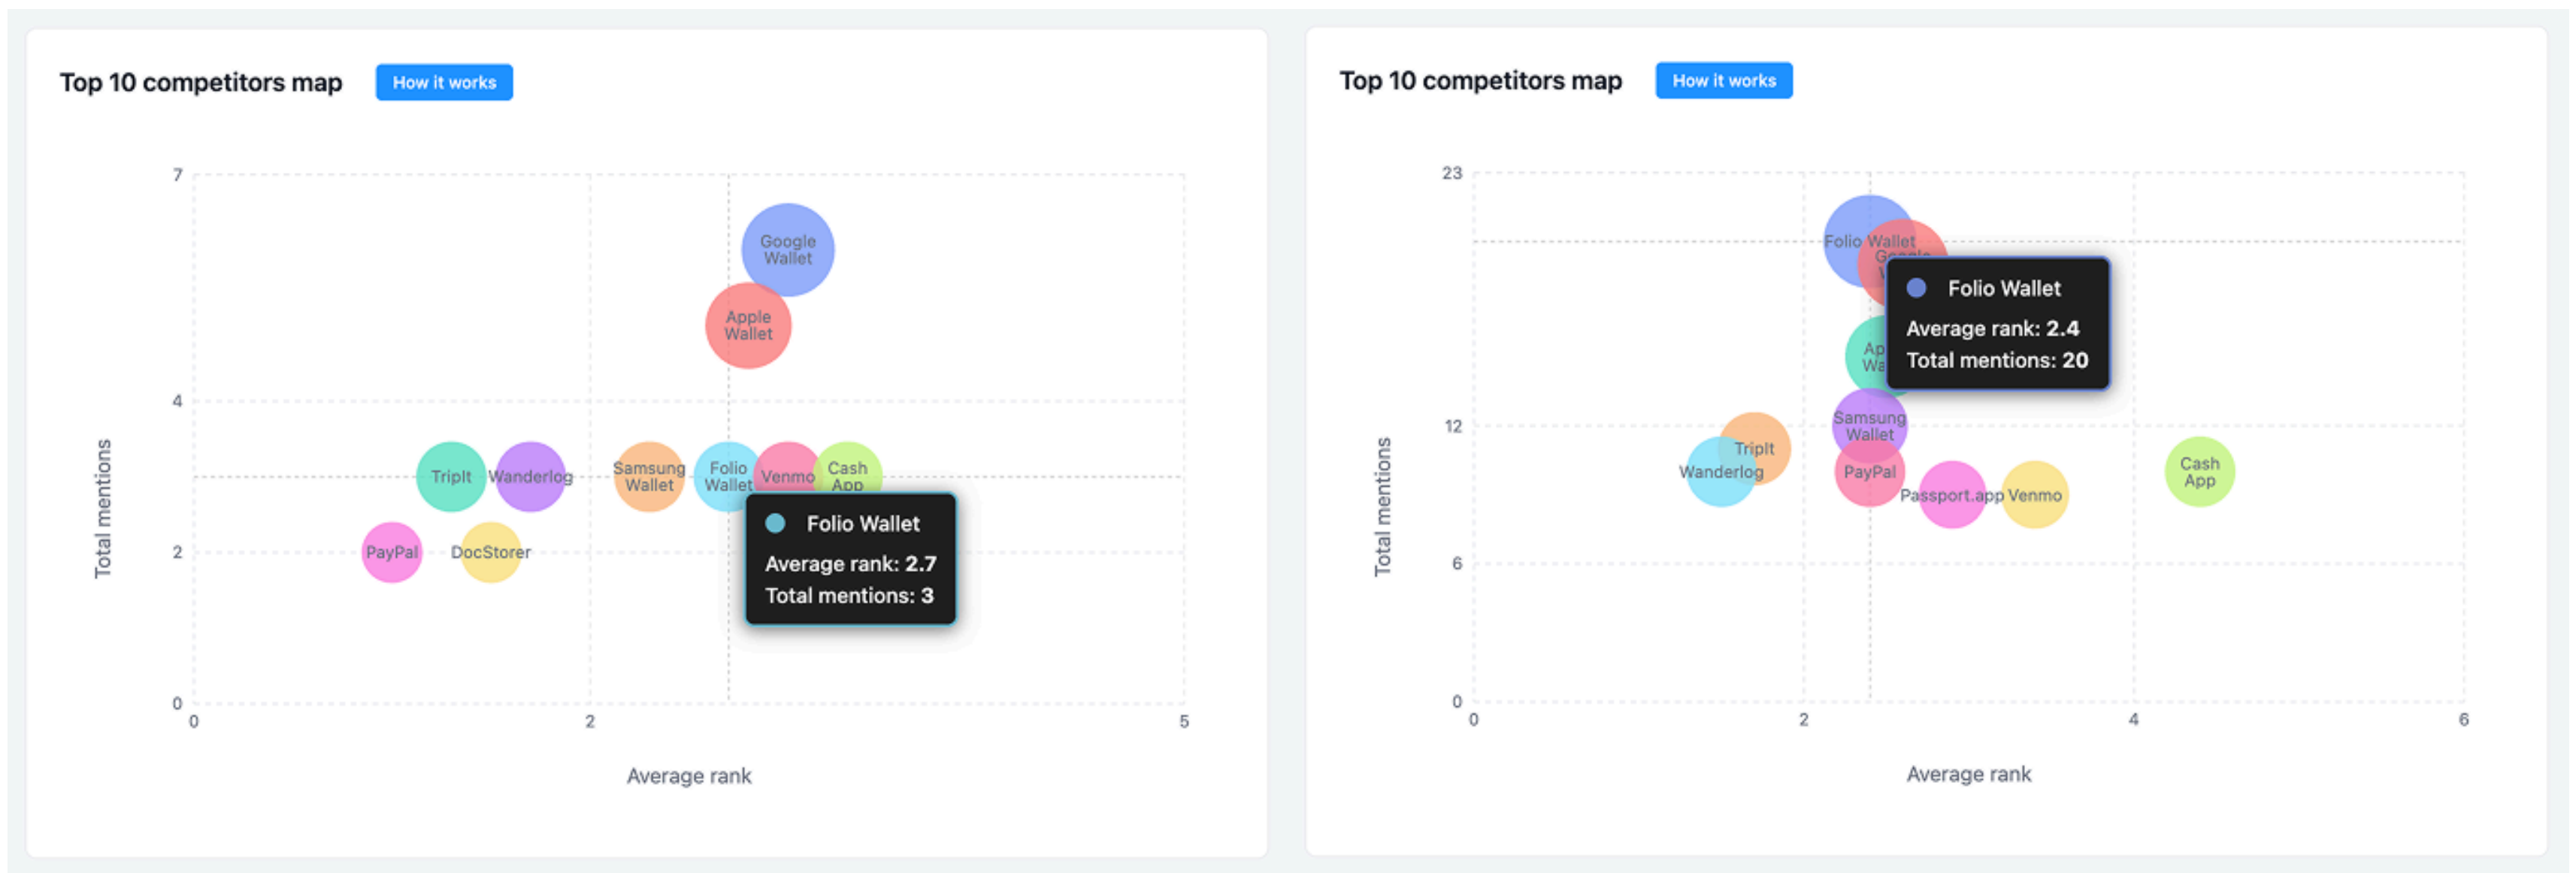 Top 10 competitors map
How it works
7
4
2
0
0
2
5
Total mentions
Average rank
Google
Wallet
Apple
Wallet
TripIt
Wanderlog
Samsung
Wallet
Folio
Wallet
Venmo
Cash
App
PayPal
DocStorer
Folio Wallet
Average rank: 2.7
Total mentions: 3
Top 10 competitors map
How it works
23
12
6
0
0
2
4
6
Total mentions
Average rank
Folio Wallet
Google
Folio Wallet
Average rank: 2.4
Total mentions: 20
Samsung
Wallet
TripIt
Wanderlog
PayPal
Passport.app
Venmo
Cash
App